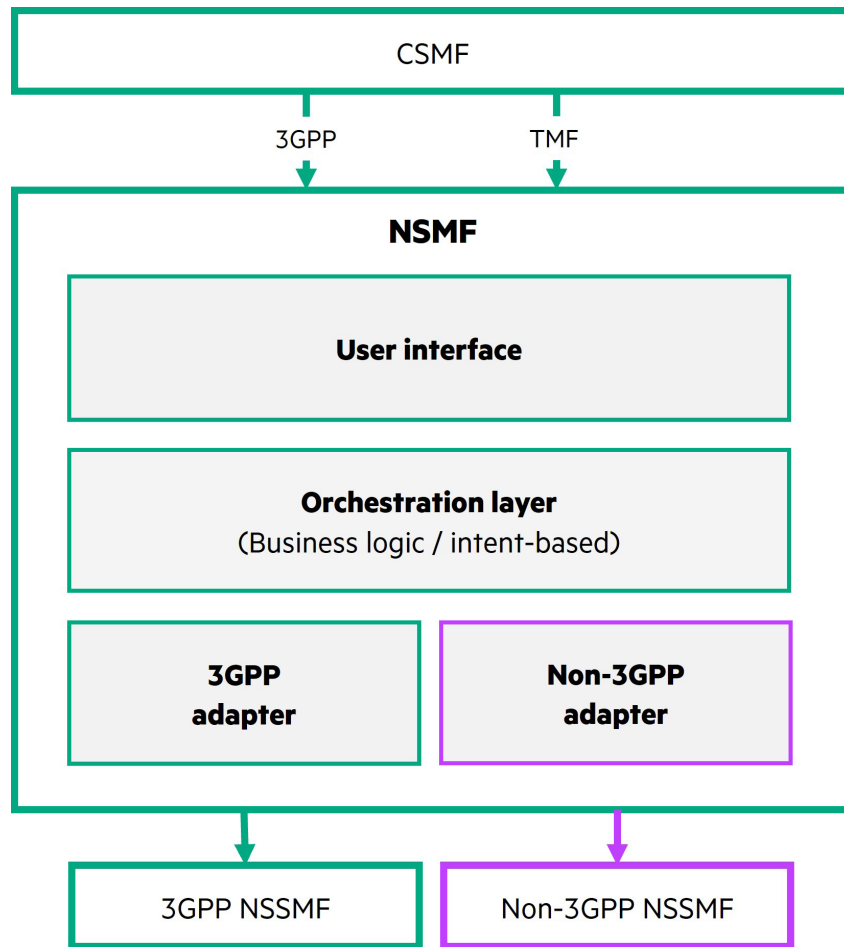 CSMF
3GPP
TMF
NSMF
User interface
Orchestration layer
(Business logic / intent-based)
3GPP
adapter
Non-3GPP
adapter
3GPP NSSMF
Non-3GPP NSSMF